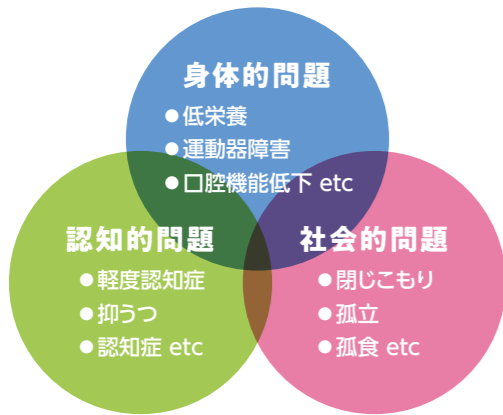 身体的問題
●低栄養
●運動器障害
●口腔機能低下 etc
認知的問題
●軽度認知症
●抑うつ
●認知症 etc
社会的問題
●閉じこもり
●孤立
●孤食 etc